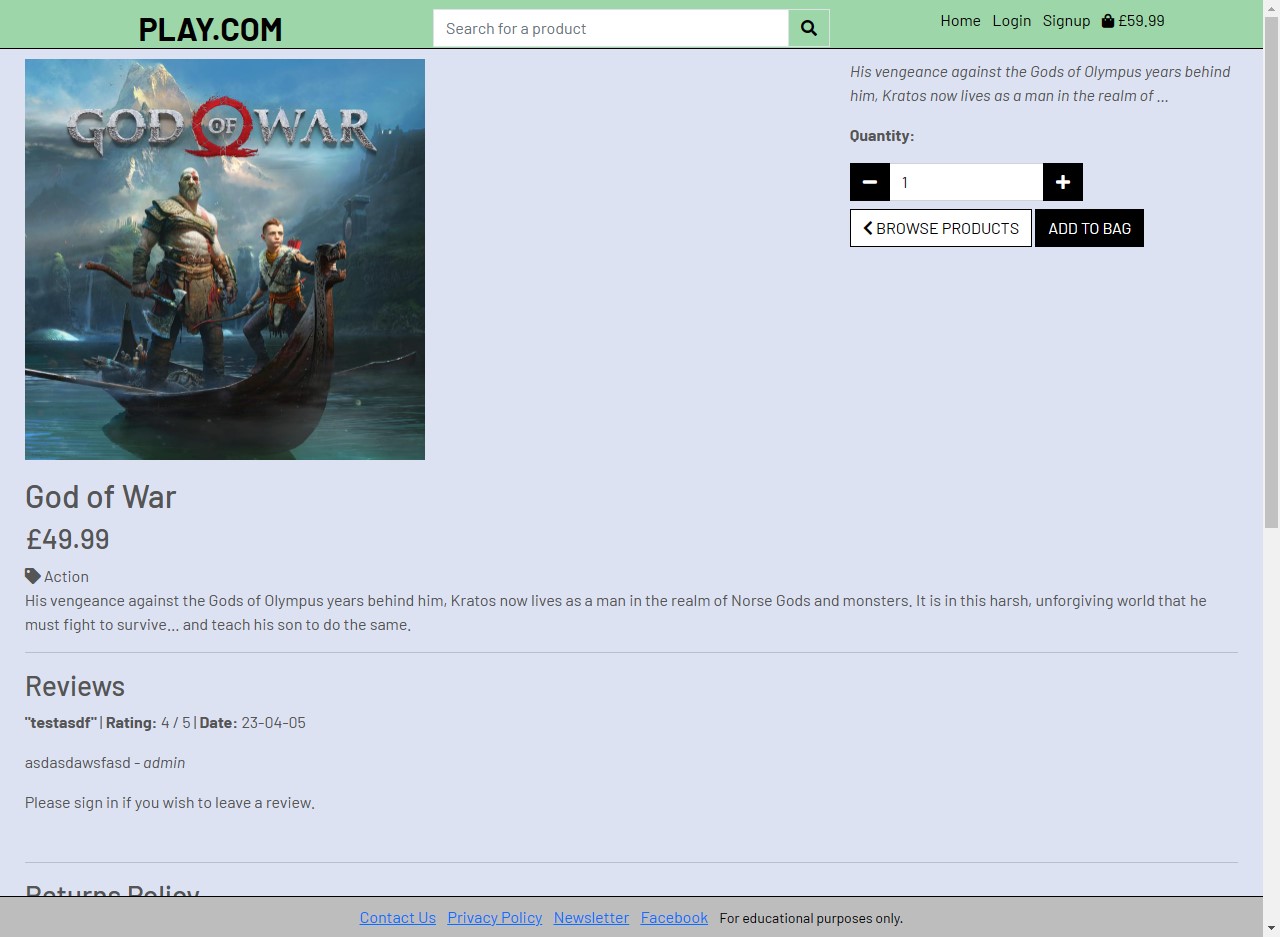 PLAY.COM
Search for a product
Home Login Signup £59.99
GOD OF WAR
His vengeance against the Gods of Olympus years behind
him, Kratos now lives as a man in the realm of ...
Quantity:
1
BROWSE PRODUCTS
ADD TO BAG
God of War
£49.99
Action
His vengeance against the Gods of Olympus years behind him, Kratos now lives as a man in the realm of Norse Gods and monsters. It is in this harsh, unforgiving world that he
must fight to survive... and teach his son to do the same.
Reviews
"testasdf" | Rating: 4 / 5 | Date: 23-04-05
asdasdawsfasd - admin
Please sign in if you wish to leave a review.
Returns Policy
Contact Us Privacy Policy Newsletter Facebook For educational purposes only.